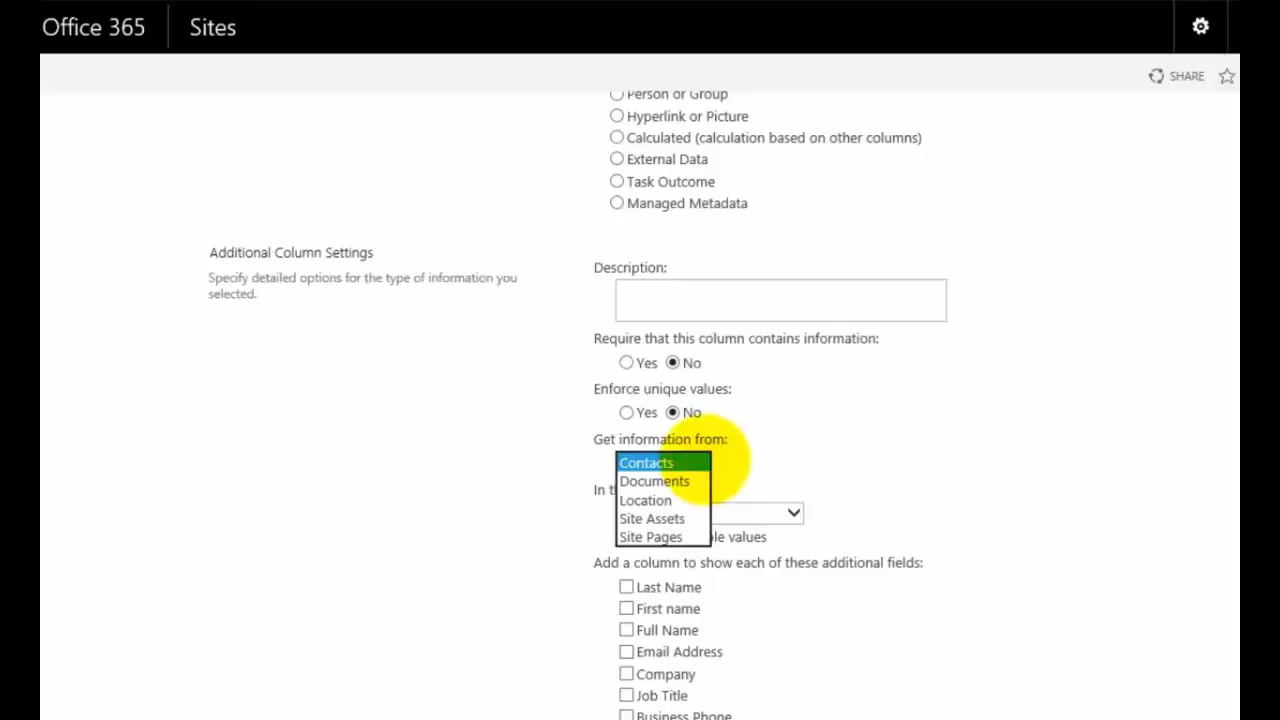 Office 365
Sites
SHARE
Person or Group
Hyperlink or Picture
Calculated (calculation based on other columns)
External Data
Task Outcome
Managed Metadata
Additional Column Settings
Specify detailed options for the type of information you
selected.
Description:
Require that this column contains information:
Yes No
Enforce unique values:
Yes No
Get information from:
Contacts
Documents
In
Location
Site Assets
Site Pages
values
Add a column to show each of these additional fields:
Last Name
First name
Full Name
Email Address
Company
Job Title
Business Phone